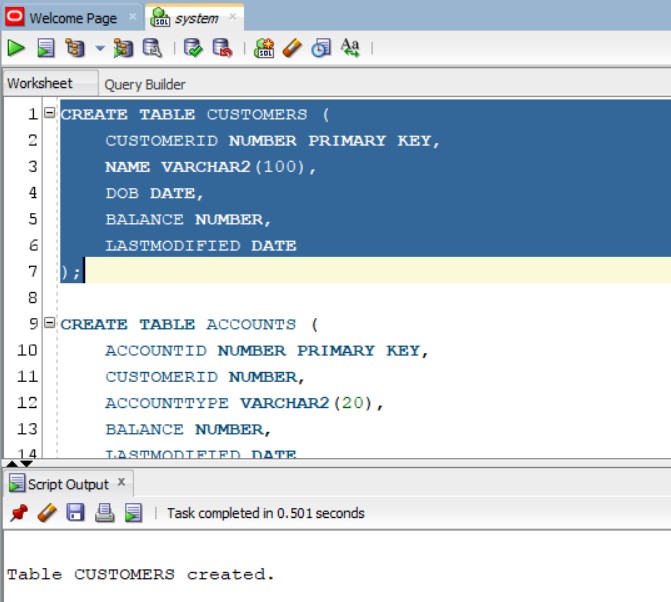 Welcome Page
system
Worksheet
Query Builder
1 CREATE TABLE CUSTOMERS (
2 CUSTOMERID NUMBER PRIMARY KEY,
3 NAME VARCHAR2(100),
4 DOB DATE,
5 BALANCE NUMBER,
6 LASTMODIFIED DATE
7 );
8
9 CREATE TABLE ACCOUNTS (
10 ACCOUNTID NUMBER PRIMARY KEY,
11 CUSTOMERID NUMBER,
12 ACCOUNTTYPE VARCHAR2(20),
13 BALANCE NUMBER,
14 LASTMODIFIED DATE
Script Output x
Task completed in 0.501 seconds
Table CUSTOMERS created.